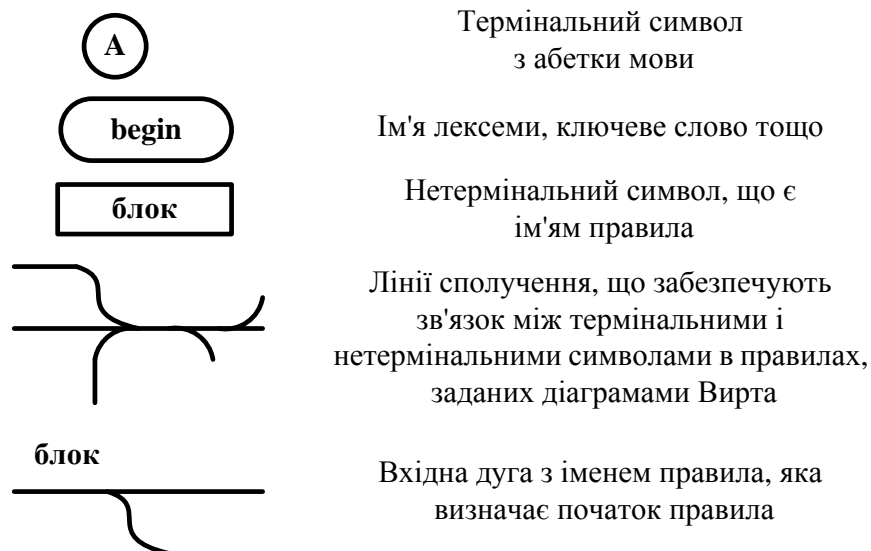 A
Термінальний символ
з абетки мови
begin
Ім'я лексеми, ключеве слово тощо
блок
Нетермінальний символ, що є
ім'ям правила
Лінії сполучення, що забезпечують
зв'язок між термінальними і
нетермінальними символами в правилах,
заданих діаграмами Вирта
блок
Вхідна дуга з іменем правила, яка
визначає початок правила